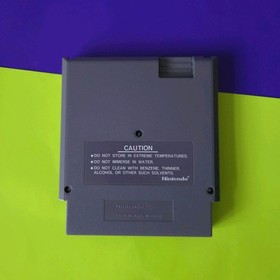 CAUTION
•DO NOT STORE IN EXTREME TEMPERATURES.
•DO NOT IMMERSE IN WATER.
•DO NOT CLEAN WITH BENZENE, THINNER,
ALCOHOL OR OTHER SUCH SOLVENTS.
Nintendo®
Nintendo